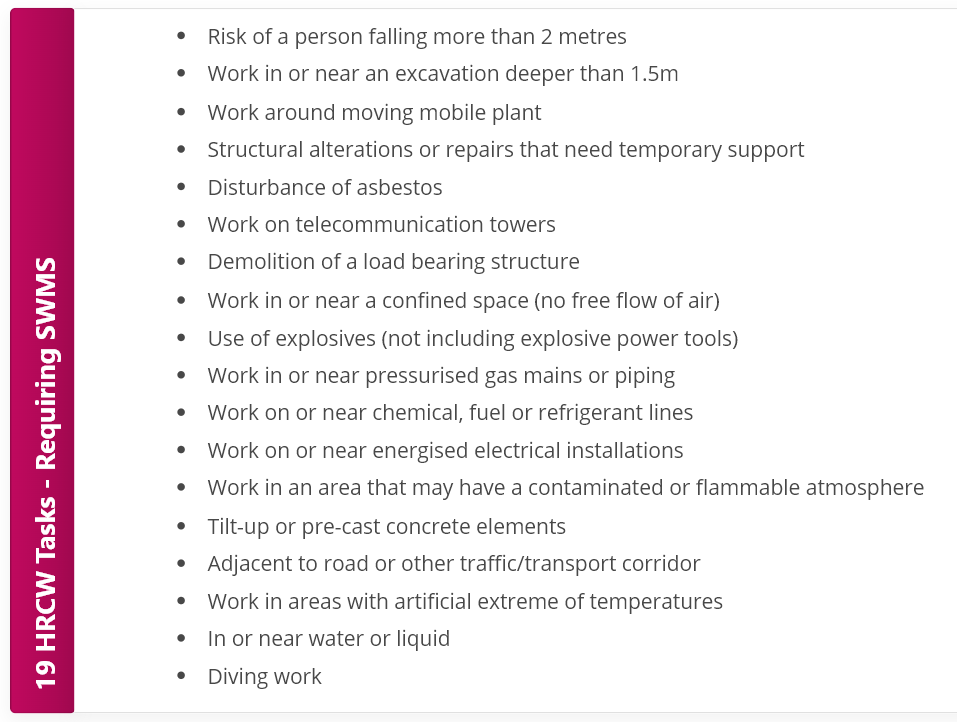 19 HRCW Tasks - Requiring SWMS
• Risk of a person falling more than 2 metres
• Work in or near an excavation deeper than 1.5m
• Work around moving mobile plant
• Structural alterations or repairs that need temporary support
• Disturbance of asbestos
• Work on telecommunication towers
• Demolition of a load bearing structure
• Work in or near a confined space (no free flow of air)
• Use of explosives (not including explosive power tools)
• Work in or near pressurised gas mains or piping
• Work on or near chemical, fuel or refrigerant lines
• Work on or near energised electrical installations
• Work in an area that may have a contaminated or flammable atmosphere
• Tilt-up or pre-cast concrete elements
• Adjacent to road or other traffic/transport corridor
• Work in areas with artificial extreme of temperatures
• In or near water or liquid
• Diving work